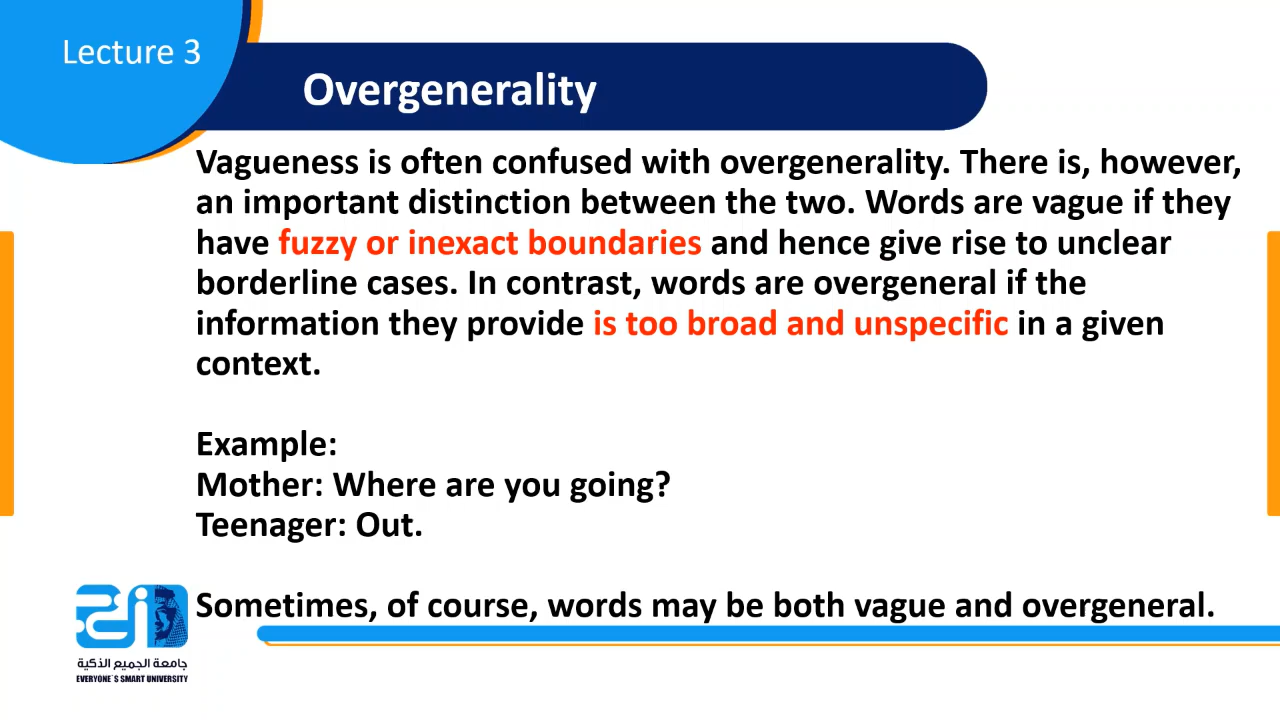 Lecture 3
Overgenerality
Vagueness is often confused with overgenerality. There is, however,
an important distinction between the two. Words are vague if they
have fuzzy or inexact boundaries and hence give rise to unclear
borderline cases. In contrast, words are overgeneral if the
information they provide is too broad and unspecific in a given
context.
Example:
Mother: Where are you going?
Teenager: Out.
Sometimes, of course, words may be both vague and overgeneral.
جامعة الجميع الذكية
EVERYONE`S SMART UNIVERSITY